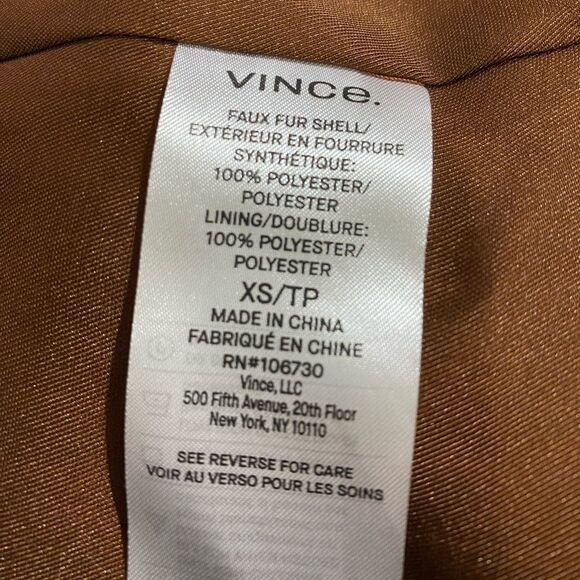 VINCe.
FAUX FUR SHELL/
EXTÉRIEUR EN FOURRURE
SYNTHÉTIQUE:
100% POLYESTER/
POLYESTER
LINING/DOUBLURE:
100% POLYESTER/
POLYESTER
XS/TP
MADE IN CHINA
FABRIQUÉ EN CHINE
RN#106730
Vince, LLC
500 Fifth Avenue, 20th Floor
New York, NY 10110
SEE REVERSE FOR CARE
VOIR AU VERSO POUR LES SOINS